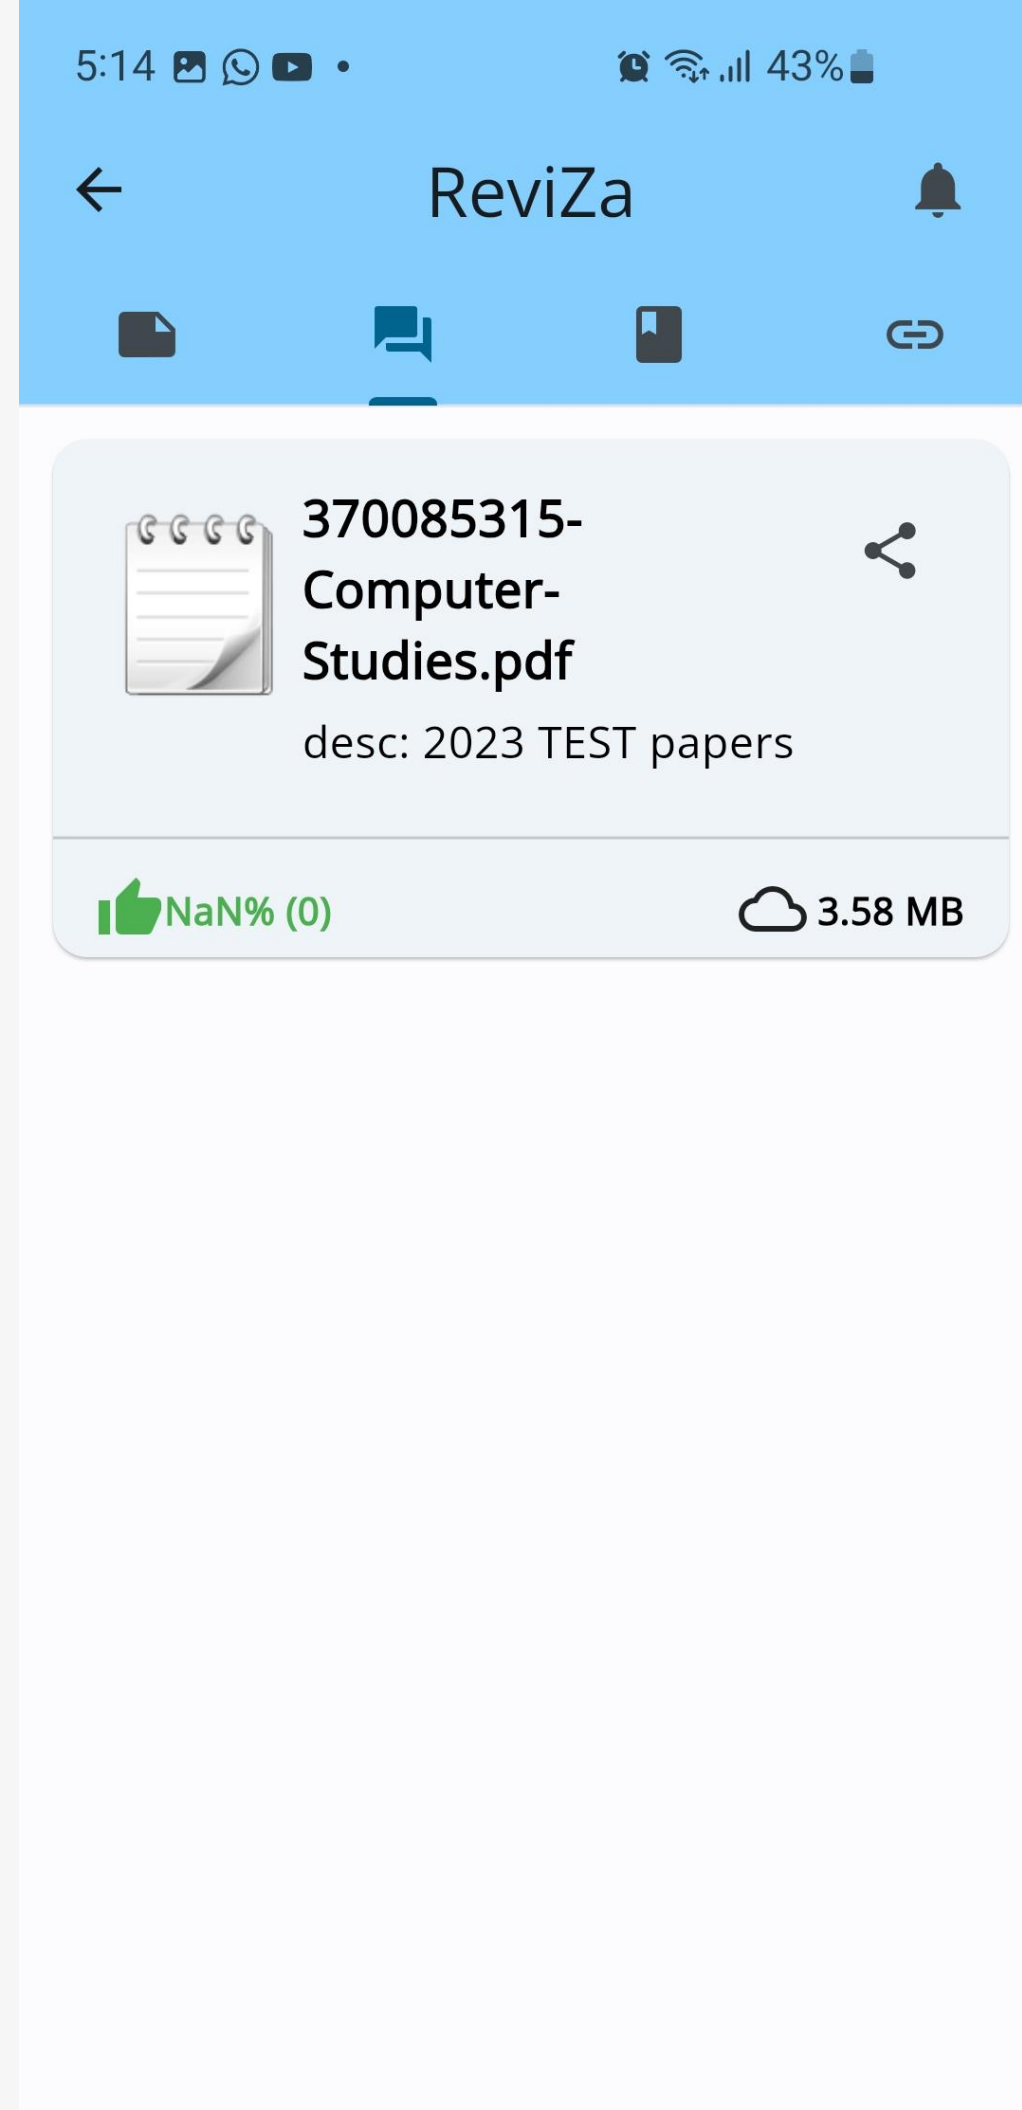 5:14
43%
ReviZa
370085315-
Computer-
Studies.pdf
desc: 2023 TEST papers
NaN% (0)
3.58 MB